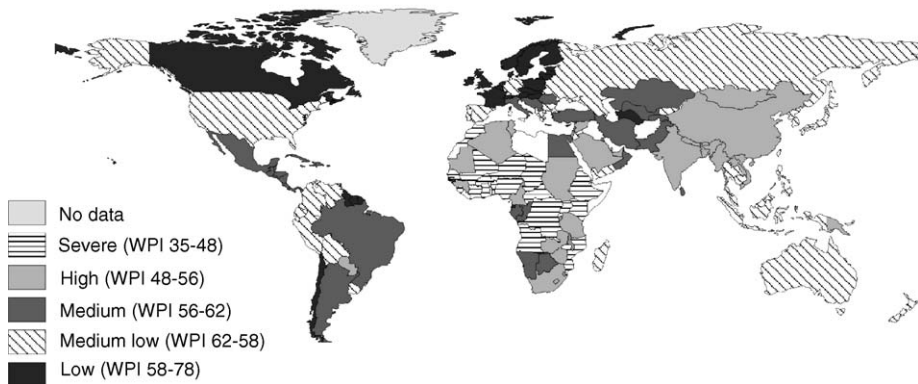 No data
Severe (WPI 35-48)
High (WPI 48-56)
Medium (WPI 56-62)
Medium low (WPI 62-58)
Low (WPI 58-78)